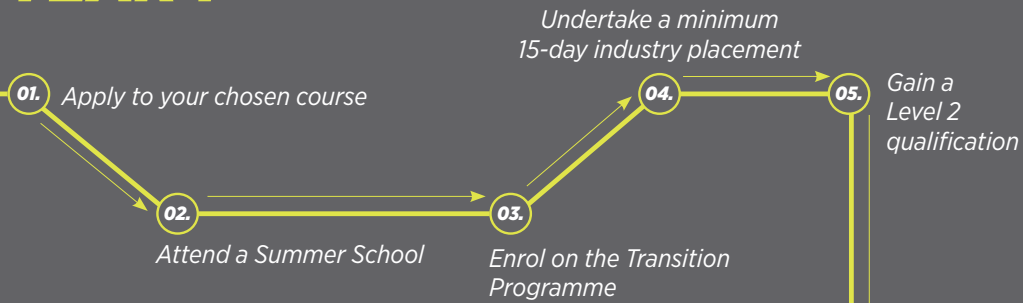 01.
Apply to your chosen course
02.
Attend a Summer School
03.
Enrol on the Transition
Programme
Undertake a minimum
15-day industry placement
04.
05.
Gain a
Level 2
qualification